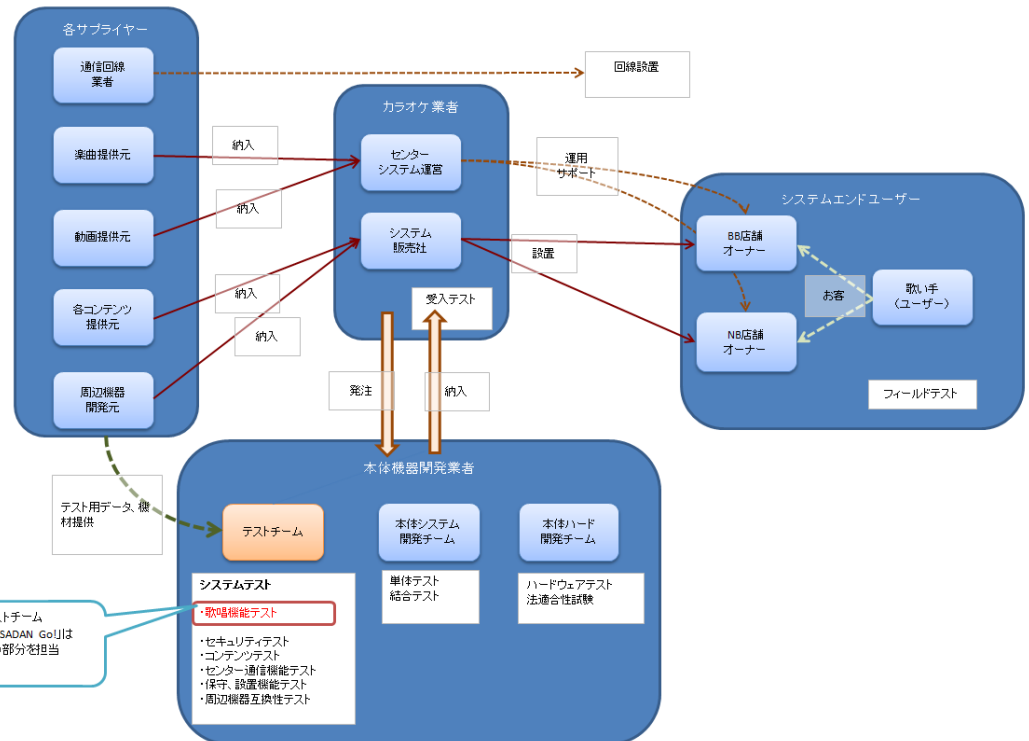 各サプライヤー
通信回線
業者
楽曲提供元
動画提供元
各コンテンツ
提供元
周辺機器
開発元
納入
納入
納入
納入
回線設置
カラオケ業者
センター
システム運営
システム
販売社
受入テスト
運用
サポート
設置
システムエンドユーザー
BB店舗
オーナー
NB店舗
オーナー
お客
歌い手
(ユーザー)
フィールドテスト
発注
納入
テスト用データ、機
材提供
本体機器開発業者
テストチーム
本体システム
開発チーム
本体ハード
開発チーム
システムテスト
・歌唱機能テスト
・セキュリティテスト
・コンテンツテスト
・センター通信機能テスト
・保守、設置機能テスト
・周辺機器互換性テスト
単体テスト
結合テスト
ハードウェアテスト
法適合性試験
ストチーム
SADAN Go!」は
部分を担当